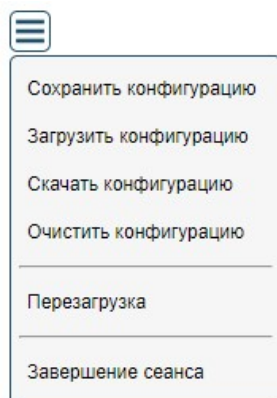 Сохранить конфигурацию
Загрузить конфигурацию
Скачать конфигурацию
Очистить конфигурацию
Перезагрузка
Завершение сеанса